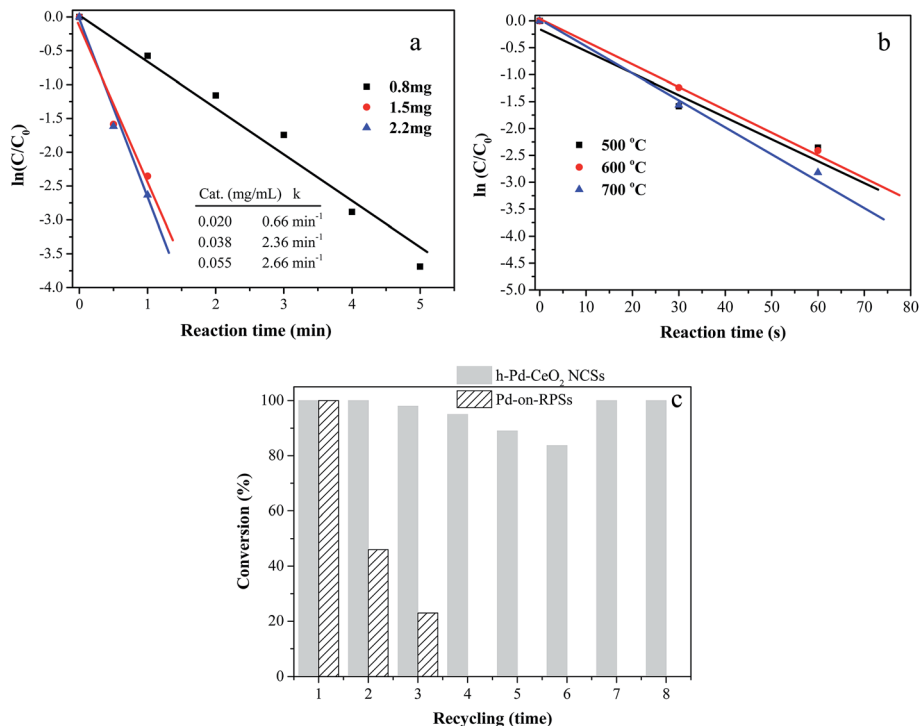 a
ln(C/C₀)
0.0
-0.5
-1.0
-1.5
-2.0
-2.5
-3.0
-3.5
-4.0
0.8mg
1.5mg
2.2mg
Cat. (mg/mL) k
0.020 0.66 min⁻¹
0.038 2.36 min⁻¹
0.055 2.66 min⁻¹
0 1 2 3 4 5
Reaction time (min)
b
ln (C/C₀)
0.0
-0.5
-1.0
-1.5
-2.0
-2.5
-3.0
-3.5
-4.0
-4.5
-5.0
500 °C
600 °C
700 °C
0 10 20 30 40 50 60 70 80
Reaction time (s)
h-Pd-CeO₂ NCSs
Pd-on-RPSs
c
Conversion (%)
100
80
60
40
20
0
1 2 3 4 5 6 7 8
Recycling (time)